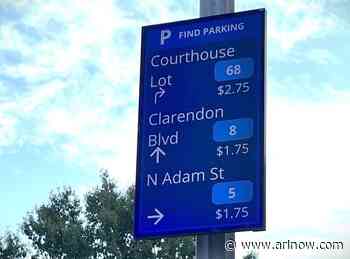 P FIND PARKING
Courthouse
Lot
68
$2.75
Clarendon
Blvd
8
$1.75
N Adam St
5
$1.75
www.arlnow.com